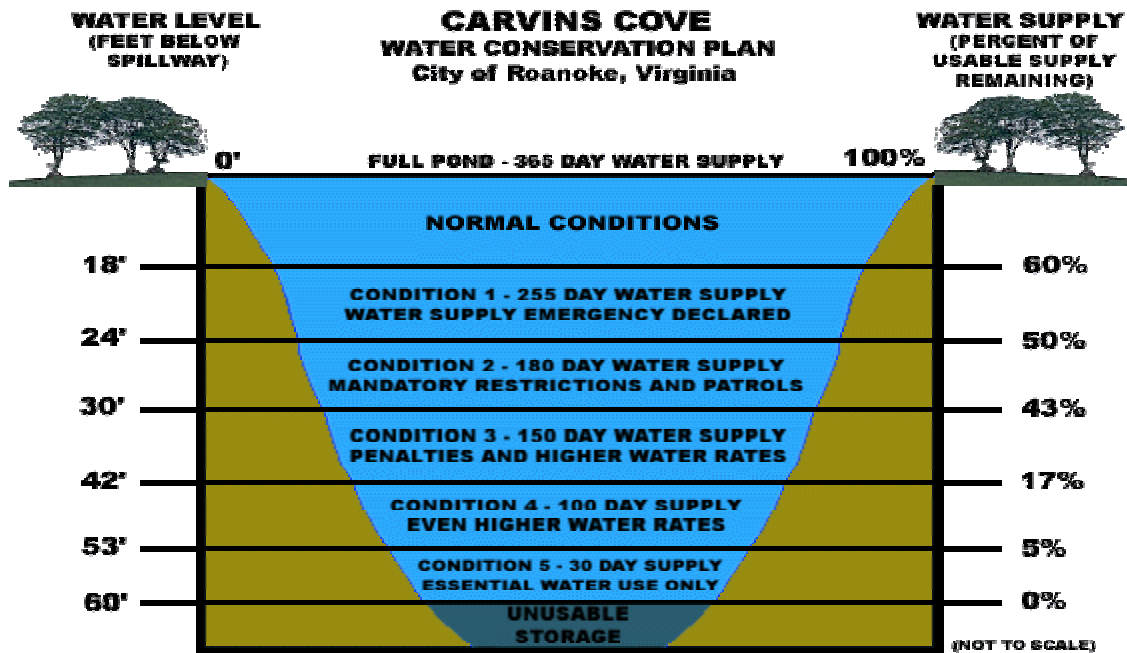 WATER LEVEL
(FEET BELOW
SPILLWAY)
CARVINS COVE
WATER CONSERVATION PLAN
City of Roanoke, Virginia
WATER SUPPLY
(PERCENT OF
USABLE SUPPLY
REMAINING)
0'
FULL POND - 365 DAY WATER SUPPLY
100%
NORMAL CONDITIONS
18'
60%
CONDITION 1 - 255 DAY WATER SUPPLY
WATER SUPPLY EMERGENCY DECLARED
24'
50%
CONDITION 2 - 180 DAY WATER SUPPLY
MANDATORY RESTRICTIONS AND PATROLS
30'
43%
CONDITION 3 - 150 DAY WATER SUPPLY
PENALTIES AND HIGHER WATER RATES
42'
17%
CONDITION 4 - 100 DAY SUPPLY
EVEN HIGHER WATER RATES
53'
5%
CONDITION 5 - 30 DAY SUPPLY
ESSENTIAL WATER USE ONLY
60'
0%
UNUSABLE
STORAGE
(NOT TO SCALE)